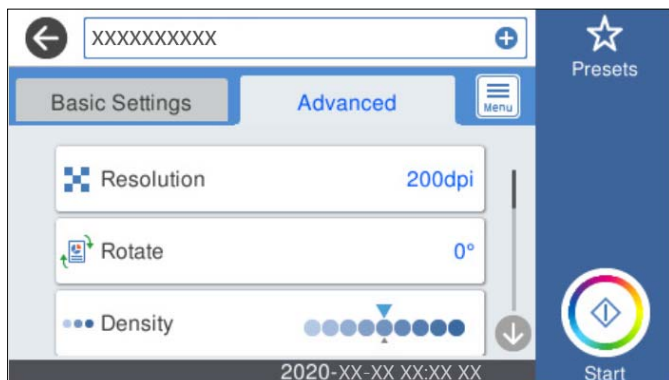 XXXXXXXXXX
Presets
Basic Settings
Advanced
Menu
Resolution
200dpi
Rotate
0°
Density
2020-XX-XX XX:XX XX
Start